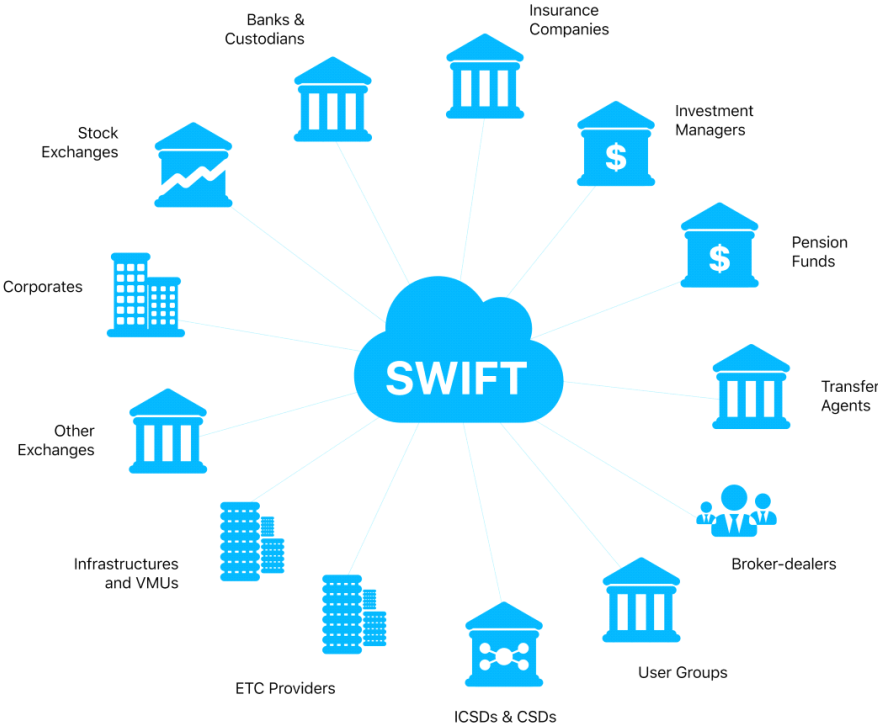 Banks &
Custodians
Insurance
Companies
Investment
Managers
Stock
Exchanges
Pension
Funds
Corporates
SWIFT
Transfer
Agents
Other
Exchanges
Broker-dealers
Infrastructures
and VMUs
User Groups
ETC Providers
ICSDs & CSDs
$
$